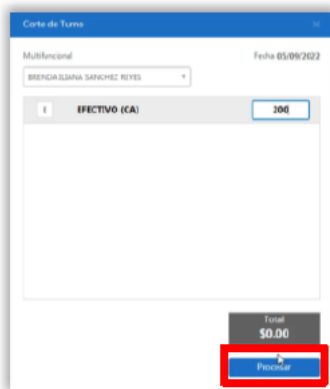 Corte de Turno
Multifuncional
Fecha 05/09/2022
BRENDA ILIANA SANCHEZ REYES
EFECTIVO (CA)
200
Total
$0.00
Procesar